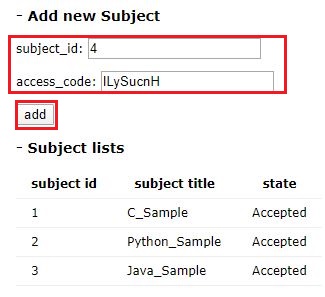 - Add new Subject
subject_id: 4
access_code: ILySucnH
add
- Subject lists
subject id subject title state
1 C_Sample Accepted
2 Python_Sample Accepted
3 Java_Sample Accepted